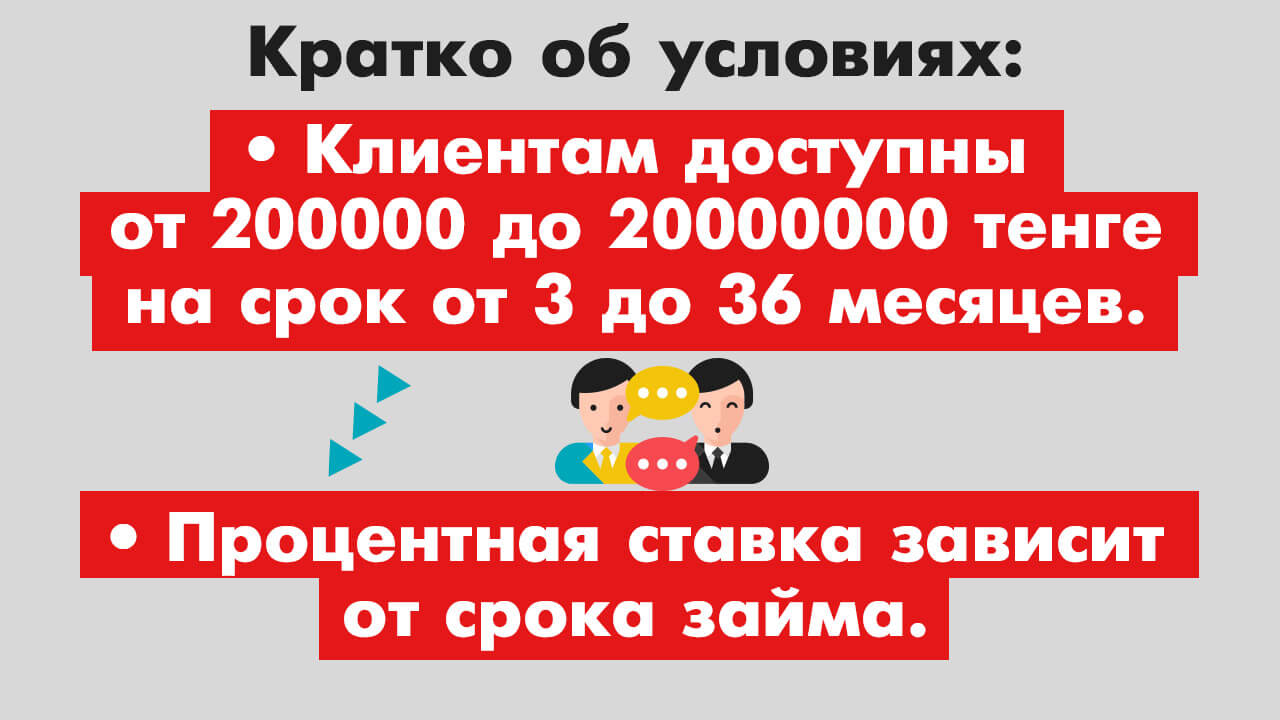 Кратко об условиях:
• Клиентам доступны
от 200000 до 20000000 тенге
на срок от 3 до 36 месяцев.
• Процентная ставка зависит
от срока займа.